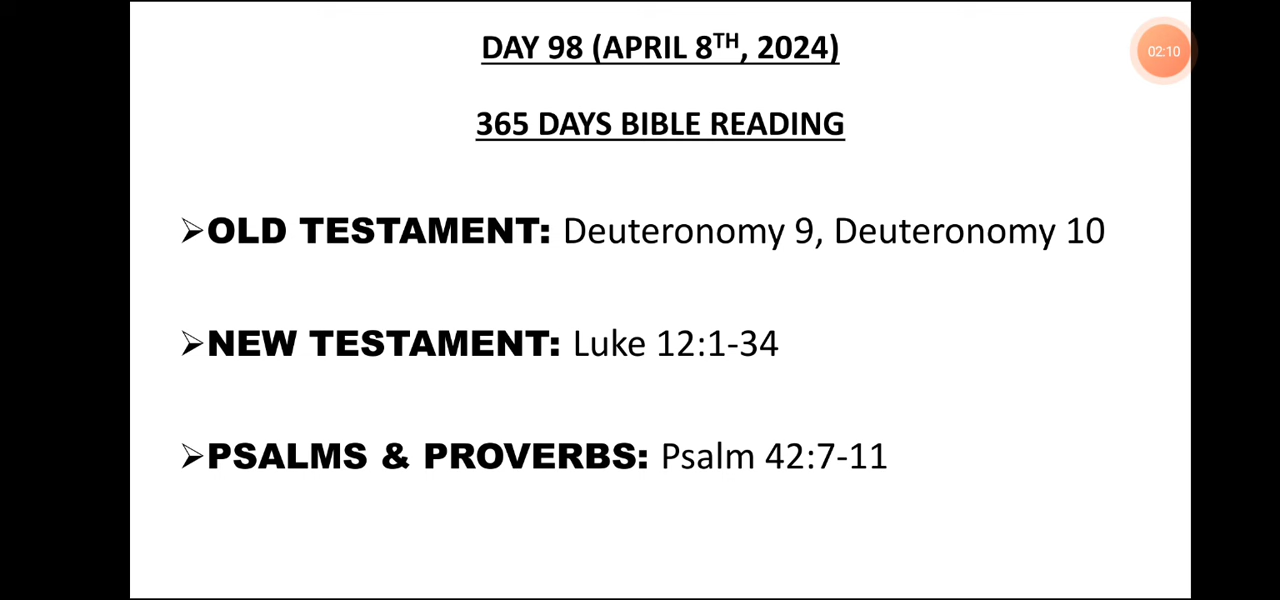 DAY 98 (APRIL 8TH, 2024)
02:10
365 DAYS BIBLE READING
➢OLD TESTAMENT: Deuteronomy 9, Deuteronomy 10
➢NEW TESTAMENT: Luke 12:1-34
➢PSALMS & PROVERBS: Psalm 42:7-11